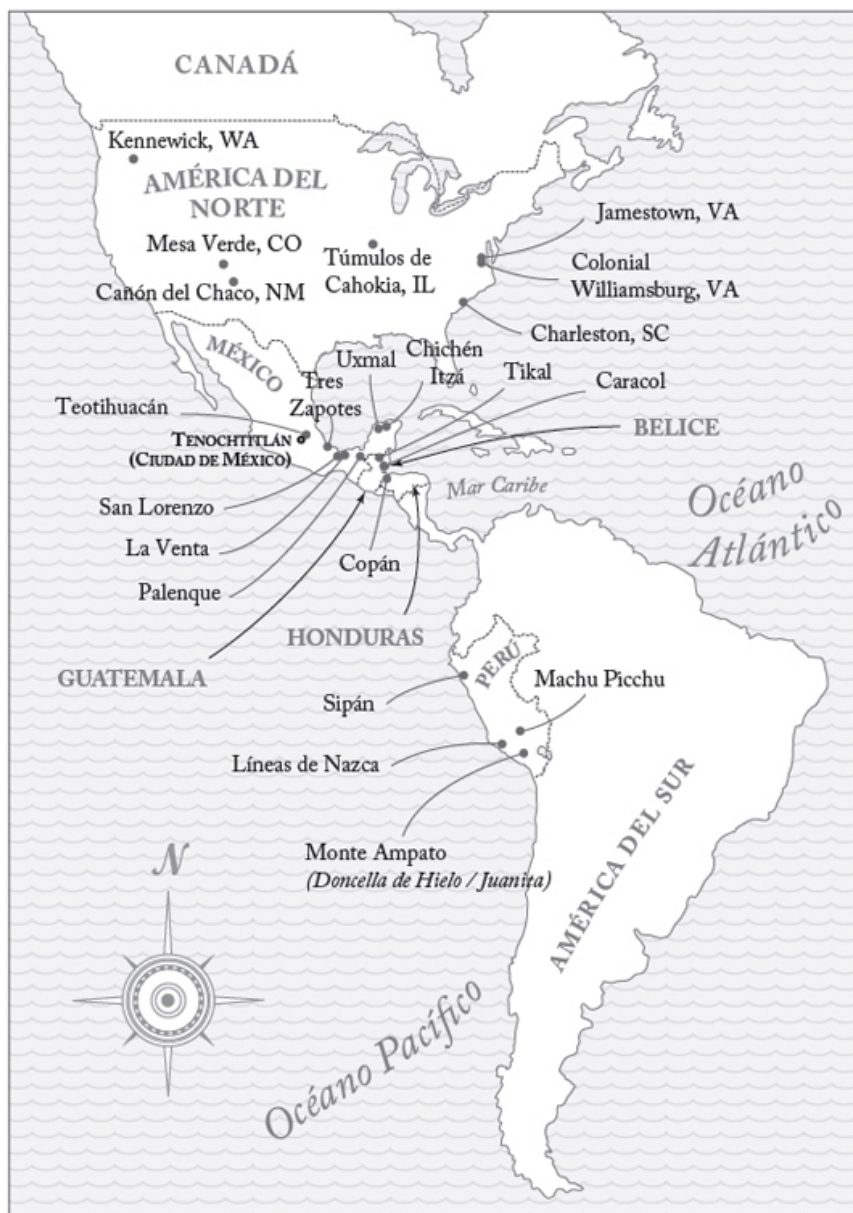 CANADÁ
Kennewick, WA
AMÉRICA DEL
NORTE
Jamestown, VA
Mesa Verde, CO
Túmulos de
Cahokia, IL
Colonial
Williamsburg, VA
Cañón del Chaco, NM
Charleston, SC
MÉXICO
Uxmal
Chichén
Itzá
Tikal
Caracol
Tres
Zapotes
Teotihuacán
BELICE
TENOCHTITLÁN
(CIUDAD DE MÉXICO)
Mar Caribe
Océano
Atlántico
San Lorenzo
La Venta
Copán
Palenque
HONDURAS
GUATEMALA
PERÚ
Sipán
Machu Picchu
Líneas de Nazca
AMÉRICA DEL SUR
Monte Ampato
(Doncella de Hielo / Juanita)
N
Océano Pacífico